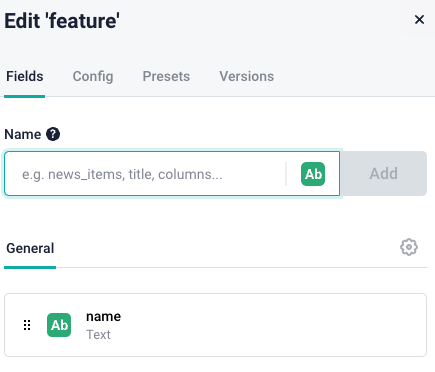 Edit 'feature'
Fields Config Presets Versions
Name ?
e.g. news_items, title, columns... Ab Add
General
Ab name
Text